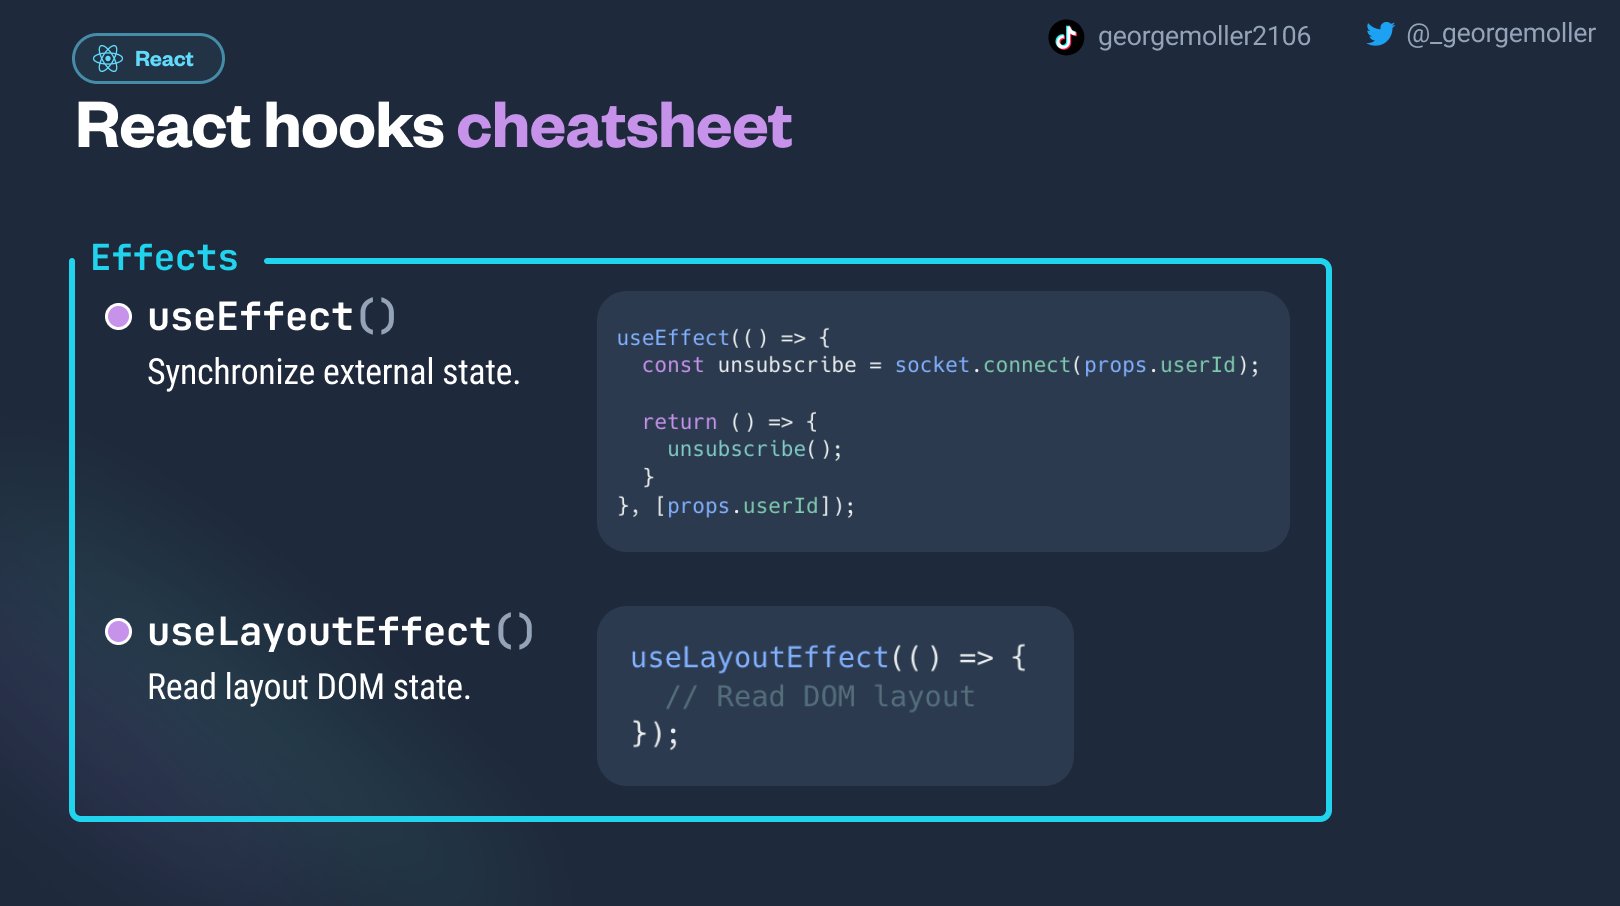 georgemoller2106
@_georgemoller
React
React hooks cheatsheet
Effects
useEffect()
Synchronize external state.
useEffect(() => {
  const unsubscribe = socket.connect(props.userId);
  return () => {
    unsubscribe();
  }
}, [props.userId]);
useLayoutEffect()
Read layout DOM state.
useLayoutEffect(() => {
  // Read DOM layout
});